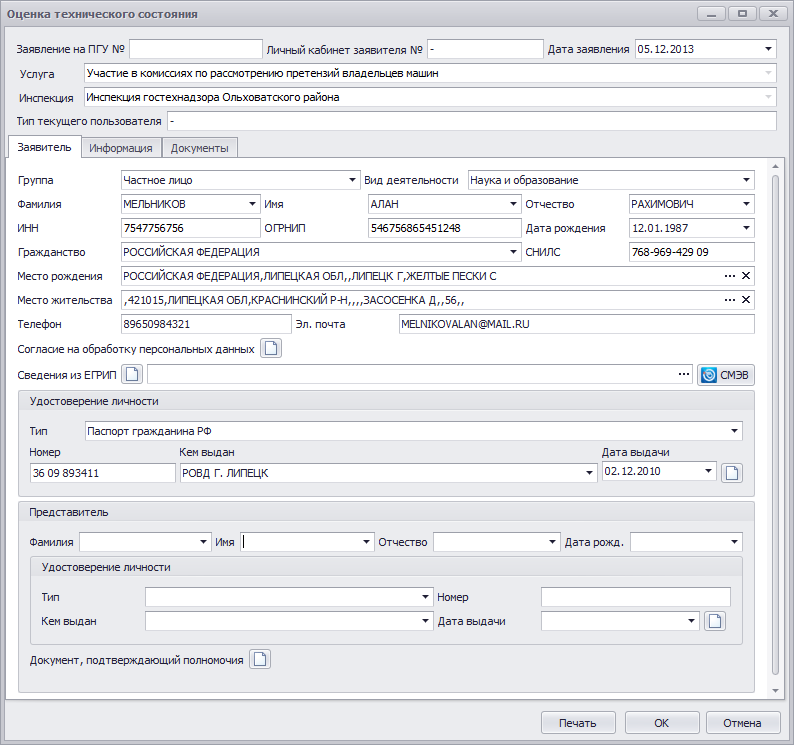 Оценка технического состояния
Заявление на ПГУ № Личный кабинет заявителя № - Дата заявления 05.12.2013
Услуга Участие в комиссиях по рассмотрению претензий владельцев машин
Инспекция Инспекция гостехнадзора Ольховатского района
Тип текущего пользователя -
Заявитель Информация Документы
Группа Частное лицо Вид деятельности Наука и образование
Фамилия МЕЛЬНИКОВ Имя АЛАН Отчество РАХИМОВИЧ
ИНН 7547756756 ОГРНИП 546756865451248 Дата рождения 12.01.1987
Гражданство РОССИЙСКАЯ ФЕДЕРАЦИЯ СНИЛС 768-969-429 09
Место рождения РОССИЙСКАЯ ФЕДЕРАЦИЯ,ЛИПЕЦКАЯ ОБЛ,,ЛИПЕЦК Г,ЖЕЛТЫЕ ПЕСКИ С ...
Место жительства ,421015,ЛИПЕЦКАЯ ОБЛ,КРАСНИНСКИЙ Р-Н,,,,ЗАСОСЕНКА Д,,56,, ...
Телефон 89650984321 Эл. почта MELNIKOVALAN@MAIL.RU
Согласие на обработку персональных данных
Сведения из ЕГРИП ... СМЭВ
Удостоверение личности
Тип Паспорт гражданина РФ
Номер Кем выдан Дата выдачи
36 09 893411 РОВД Г. ЛИПЕЦК 02.12.2010
Представитель
Фамилия Имя Отчество Дата рожд.
Удостоверение личности
Тип Номер
Кем выдан Дата выдачи
Документ, подтверждающий полномочия
Печать OK Отмена